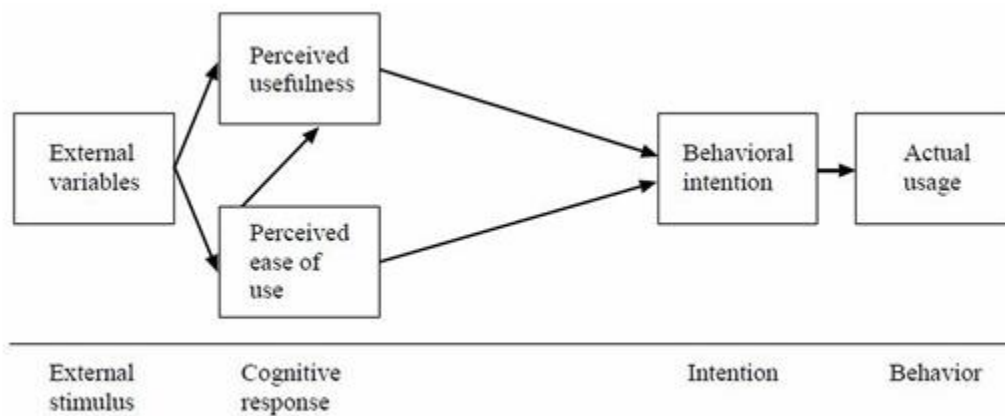 Perceived
usefulness
External
variables
Behavioral
intention
Actual
usage
Perceived
ease of
use
External
stimulus
Cognitive
response
Intention
Behavior